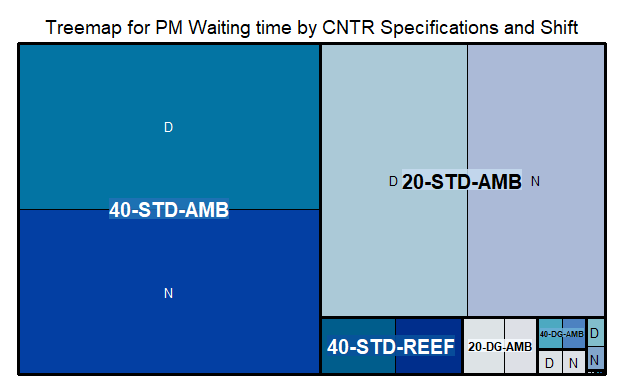 Treemap for PM Waiting time by CNTR Specifications and Shift
D
40-STD-AMB
N
D 20-STD-AMB N
40-STD-REEF
20-DG-AMB
40-DG-AMB
D N
D
N